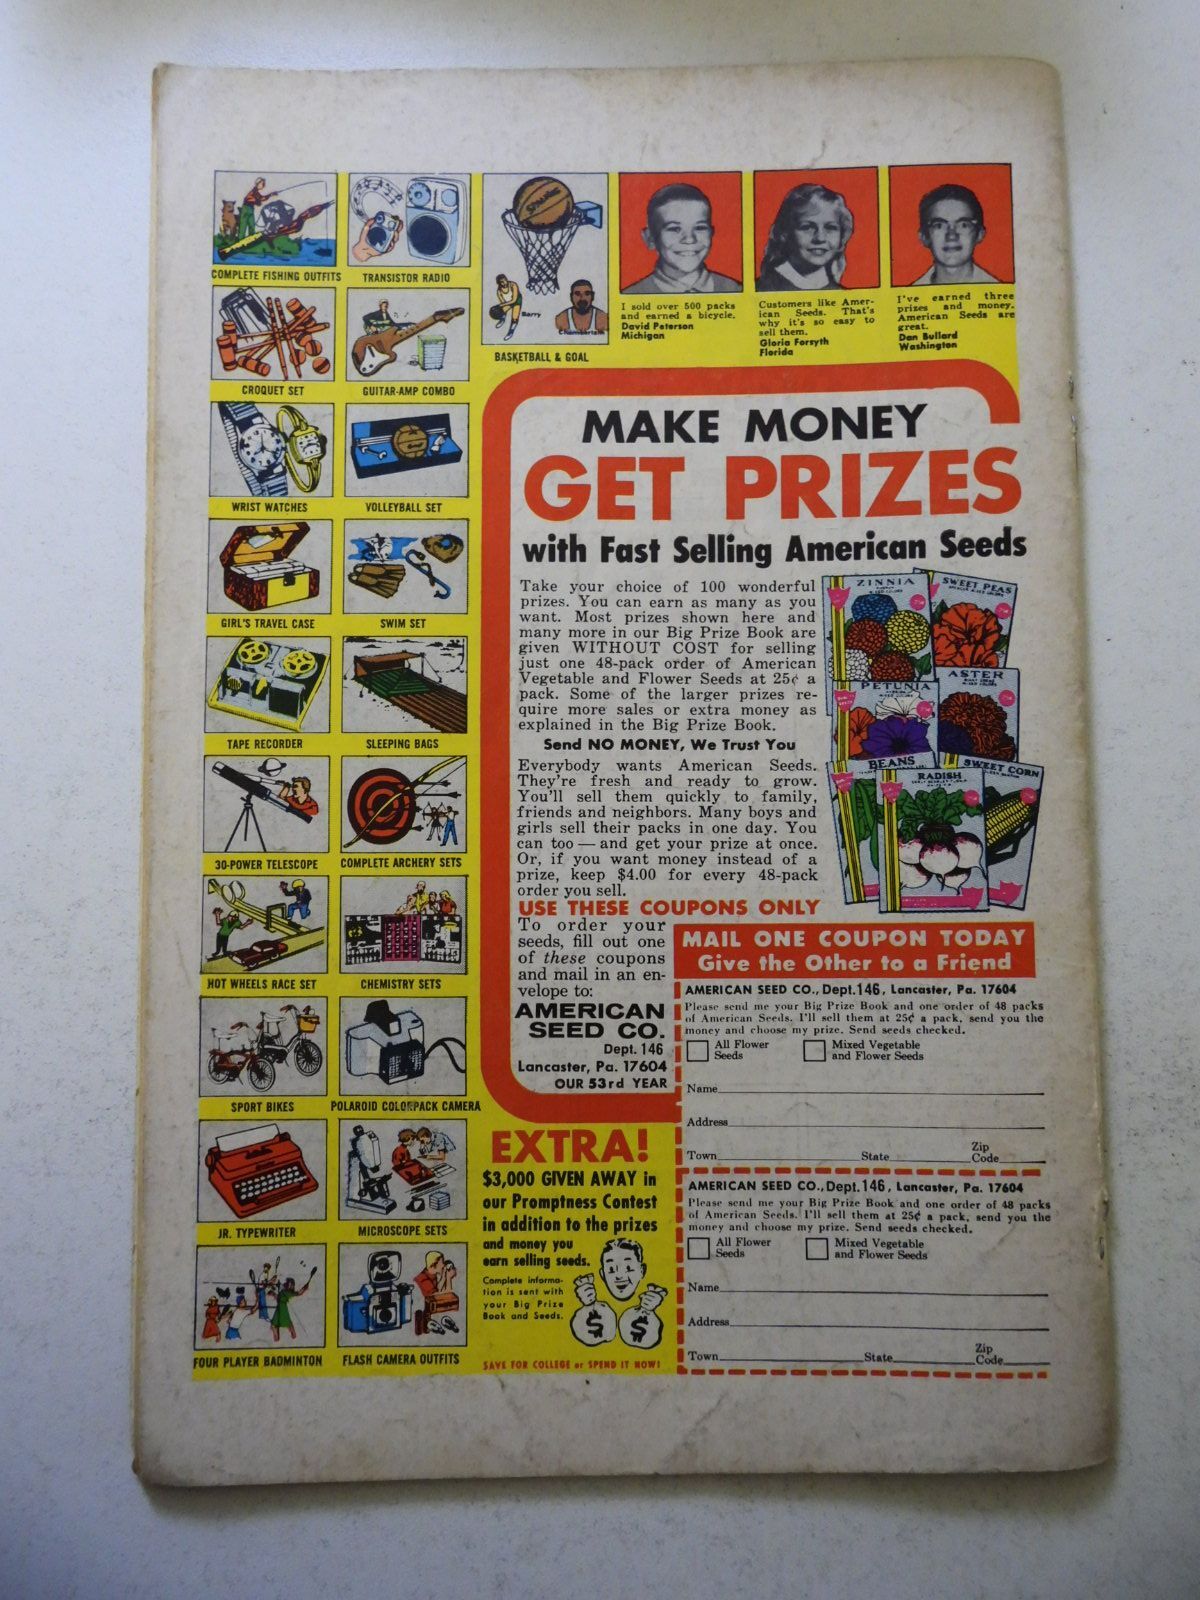 COMPLETE FISHING OUTFITS
TRANSISTOR RADIO
CROQUET SET
GUITAR-AMP COMBO
WRIST WATCHES
VOLLEYBALL SET
GIRL'S TRAVEL CASE
SWIM SET
TAPE RECORDER
SLEEPING BAGS
30-POWER TELESCOPE
COMPLETE ARCHERY SETS
HOT WHEELS RACE SET
CHEMISTRY SETS
SPORT BIKES
POLAROID COLORPACK CAMERA
JR. TYPEWRITER
MICROSCOPE SETS
FOUR PLAYER BADMINTON
FLASH CAMERA OUTFITS
Barry
Chamberlain
BASKETBALL & GOAL
I sold over 500 packs
and earned a bicycle.
David Peterson
Michigan
Customers like Amer-
ican Seeds. That's
why it's so easy to
sell them.
Gloria Forsyth
Florida
I've earned three
prizes and money.
American Seeds are
great.
Dan Bullard
Washington
MAKE MONEY
GET PRIZES
with Fast Selling American Seeds
Take your choice of 100 wonderful
prizes. You can earn as many as you
want. Most prizes shown here and
many more in our Big Prize Book are
given WITHOUT COST for selling
just one 48-pack order of American
Vegetable and Flower Seeds at 25¢ a
pack. Some of the larger prizes re-
quire more sales or extra money as
explained in the Big Prize Book.
Send NO MONEY, We Trust You
Everybody wants American Seeds.
They're fresh and ready to grow.
You'll sell them quickly to family,
friends and neighbors. Many boys and
girls sell their packs in one day. You
can too — and get your prize at once.
Or, if you want money instead of a
prize, keep $4.00 for every 48-pack
order you sell.
ZINNIA
SWEET PEAS
PETUNIA
ASTER
BEANS
SWEET CORN
RADISH
USE THESE COUPONS ONLY
To order your
seeds, fill out one
of these coupons
and mail in an en-
velope to:
AMERICAN
SEED CO.
Dept. 146
Lancaster, Pa. 17604
OUR 53rd YEAR
MAIL ONE COUPON TODAY
Give the Other to a Friend
AMERICAN SEED CO., Dept. 146, Lancaster, Pa. 17604
Please send me your Big Prize Book and one order of 48 packs
of American Seeds. I'll sell them at 25¢ a pack, send you the
money and choose my prize. Send seeds checked.
All Flower Seeds
Mixed Vegetable and Flower Seeds
Name
Address
Town State Zip Code
AMERICAN SEED CO., Dept. 146, Lancaster, Pa. 17604
Please send me your Big Prize Book and one order of 48 packs
of American Seeds. I'll sell them at 25¢ a pack, send you the
money and choose my prize. Send seeds checked.
All Flower Seeds
Mixed Vegetable and Flower Seeds
Name
Address
Town State Zip Code
EXTRA!
$3,000 GIVEN AWAY in
our Promptness Contest
in addition to the prizes
and money you
earn selling seeds.
Complete informa-
tion is sent with
your Big Prize
Book and Seeds.
$ $
SAVE FOR COLLEGE or SPEND IT NOW!